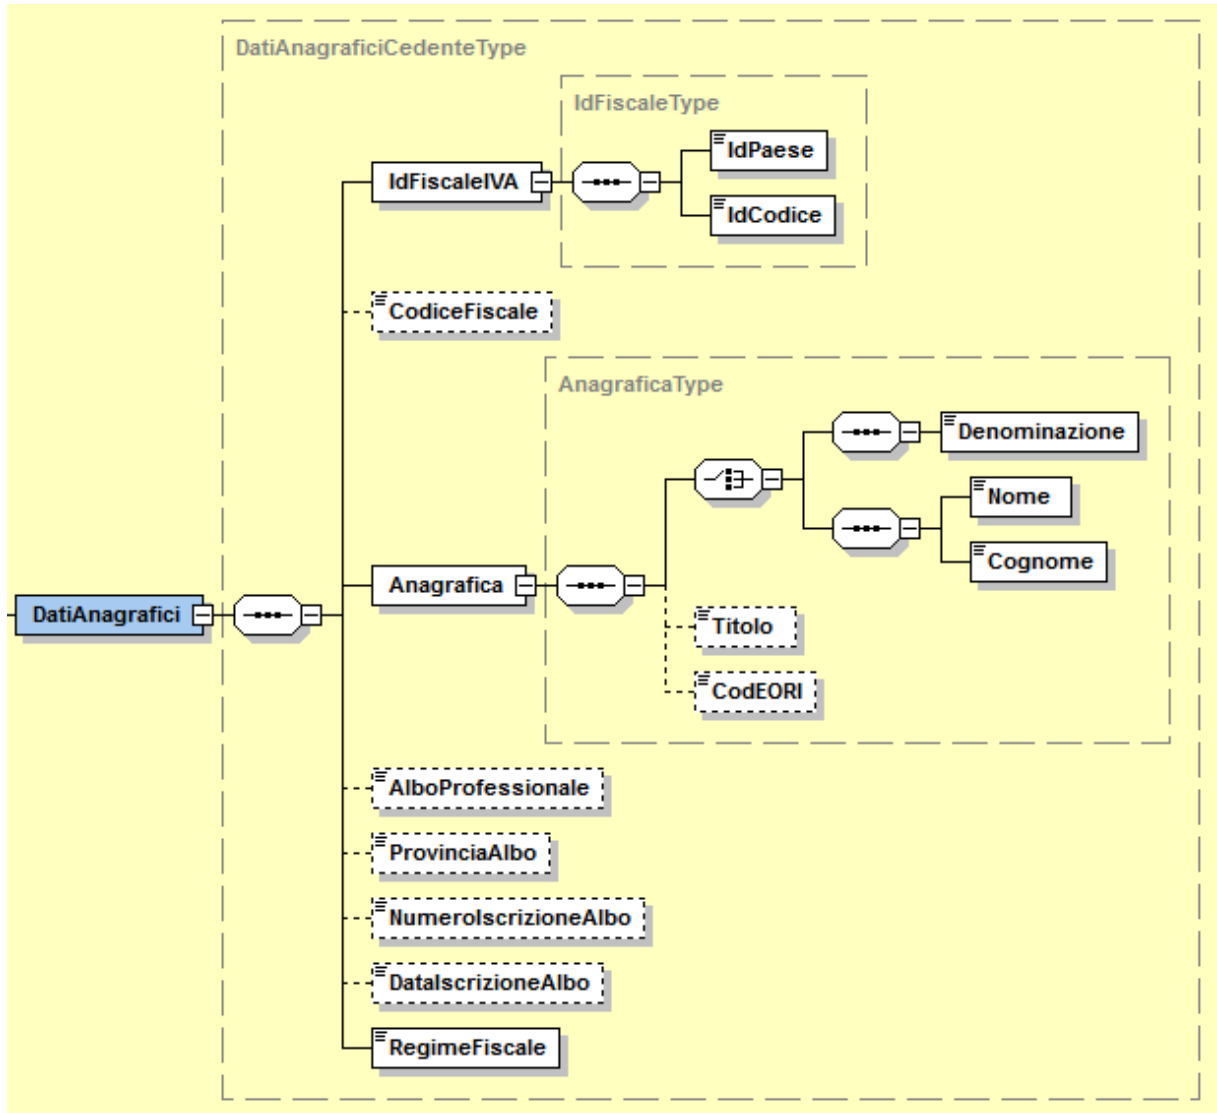 DatiAnagraficiCedenteType
IdFiscaleType
IdPaese
IdFiscaleIVA
IdCodice
CodiceFiscale
AnagraficaType
Denominazione
Nome
Cognome
Anagrafica
DatiAnagrafici
Titolo
CodEORI
AlboProfessionale
ProvinciaAlbo
NumeroIscrizioneAlbo
DataIscrizioneAlbo
RegimeFiscale